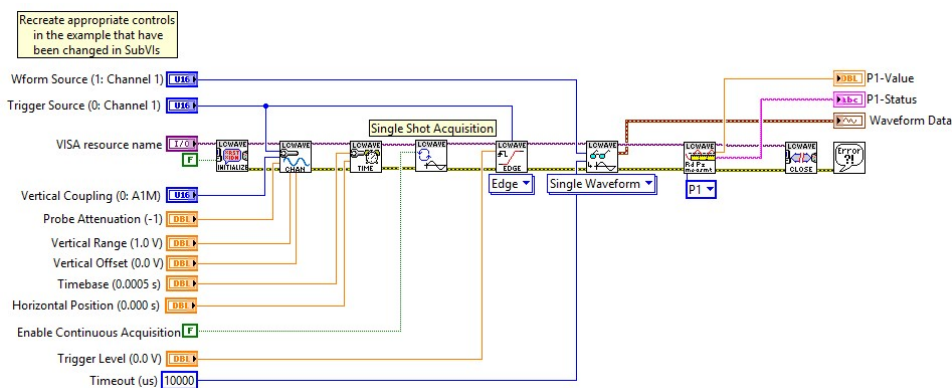 Recreate appropriate controls
in the example that have
been changed in SubVIs
Wform Source (1: Channel 1) U16
Trigger Source (0: Channel 1) U16
Single Shot Acquisition
VISA resource name I/O
F
LCWAVE INITIALIZE
LCWAVE CHAN
LCWAVE TIME
LCWAVE
LCWAVE EDGE
LCWAVE
LCWAVE
LCWAVE CLOSE
Error
?!
DBL P1-Value
abc P1-Status
Waveform Data
Edge
Single Waveform
P1
Vertical Coupling (0: A1M) U16
Probe Attenuation (-1) DBL
Vertical Range (1.0 V) DBL
Vertical Offset (0.0 V) DBL
Timebase (0.0005 s) DBL
Horizontal Position (0.000 s) DBL
Enable Continuous Acquisition F
Trigger Level (0.0 V) DBL
Timeout (us) 10000